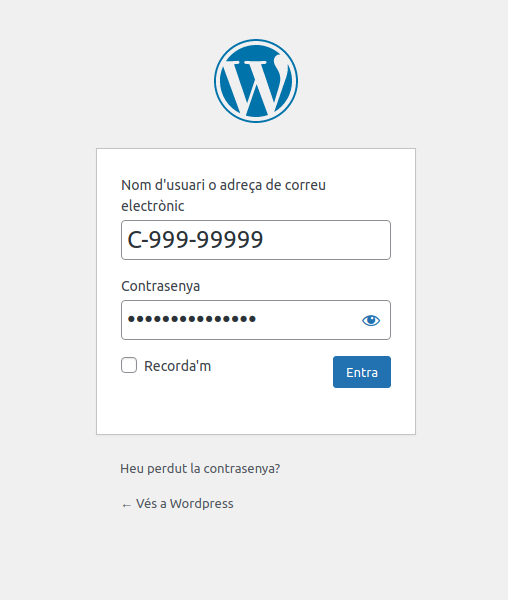 Nom d'usuari o adreça de correu
electrònic
C-999-99999
Contrasenya
•••••••••••••••
Recorda'm
Entra
Heu perdut la contrasenya?
← Vés a Wordpress